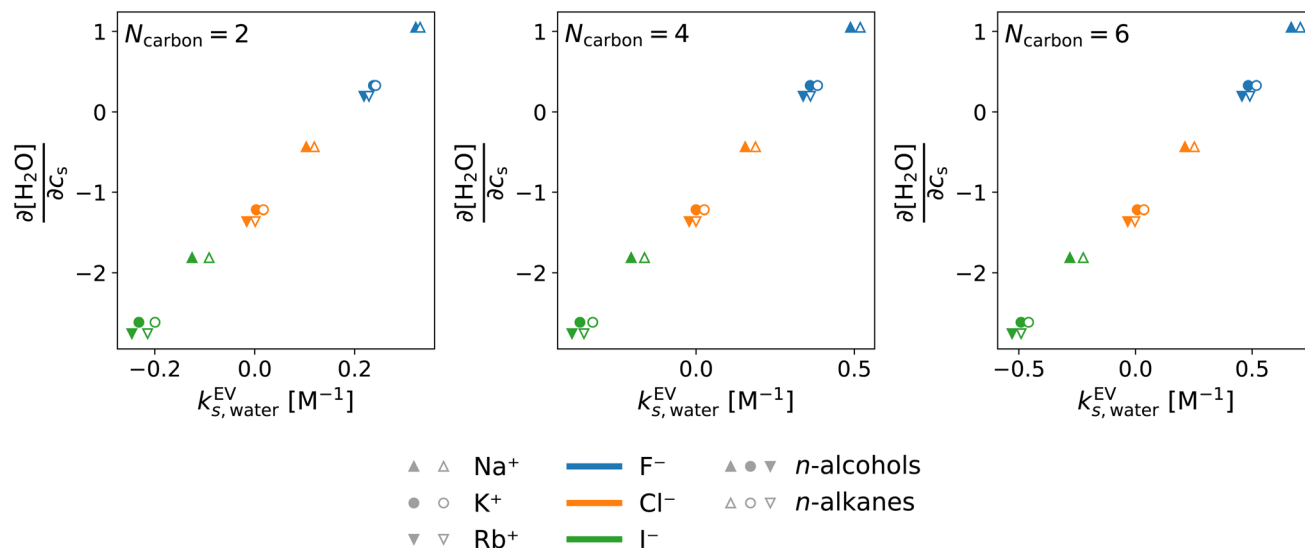 N_carbon = 2
1
0
−1
−2
∂[H₂O]
∂c_s
−0.2
0.0
0.2
k^EV_s, water [M⁻¹]
N_carbon = 4
1
0
−1
−2
∂[H₂O]
∂c_s
0.0
0.5
k^EV_s, water [M⁻¹]
N_carbon = 6
1
0
−1
−2
∂[H₂O]
∂c_s
−0.5
0.0
0.5
k^EV_s, water [M⁻¹]
Na⁺
K⁺
Rb⁺
F⁻
Cl⁻
I⁻
n-alcohols
n-alkanes